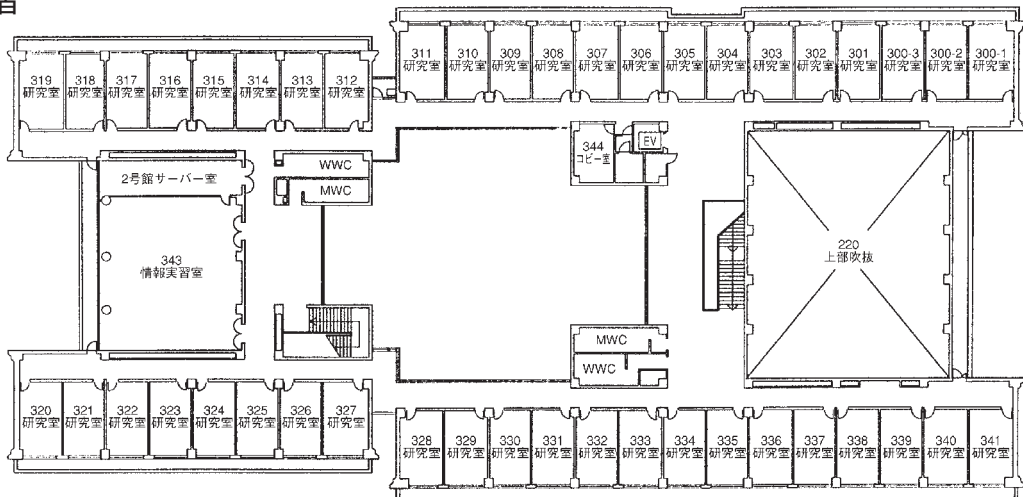 階
311 310 309 308 307 306 305 304 303 302 301 300-3 300-2 300-1
研究室 研究室 研究室 研究室 研究室 研究室 研究室 研究室 研究室 研究室 研究室 研究室 研究室 研究室
319 318 317 316 315 314 313 312
研究室 研究室 研究室 研究室 研究室 研究室 研究室 研究室
344
コピー室
EV
WWC
2号館サーバー室
MWC
343
情報実習室
220
上部吹抜
MWC
WWC
320 321 322 323 324 325 326 327
研究室 研究室 研究室 研究室 研究室 研究室 研究室 研究室
328 329 330 331 332 333 334 335 336 337 338 339 340 341
研究室 研究室 研究室 研究室 研究室 研究室 研究室 研究室 研究室 研究室 研究室 研究室 研究室 研究室